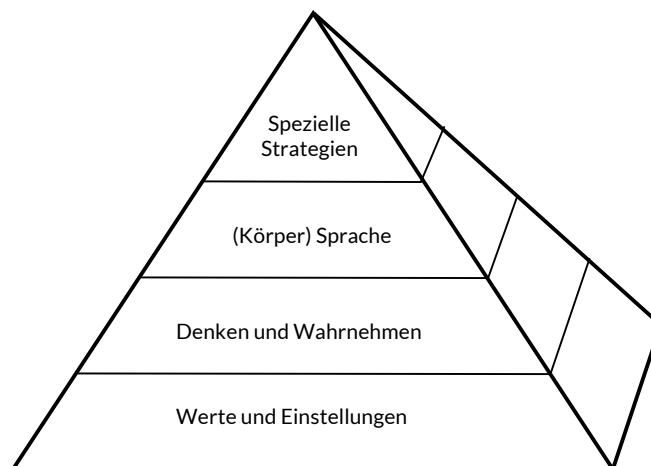 Spezielle
Strategien
(Körper) Sprache
Denken und Wahrnehmen
Werte und Einstellungen